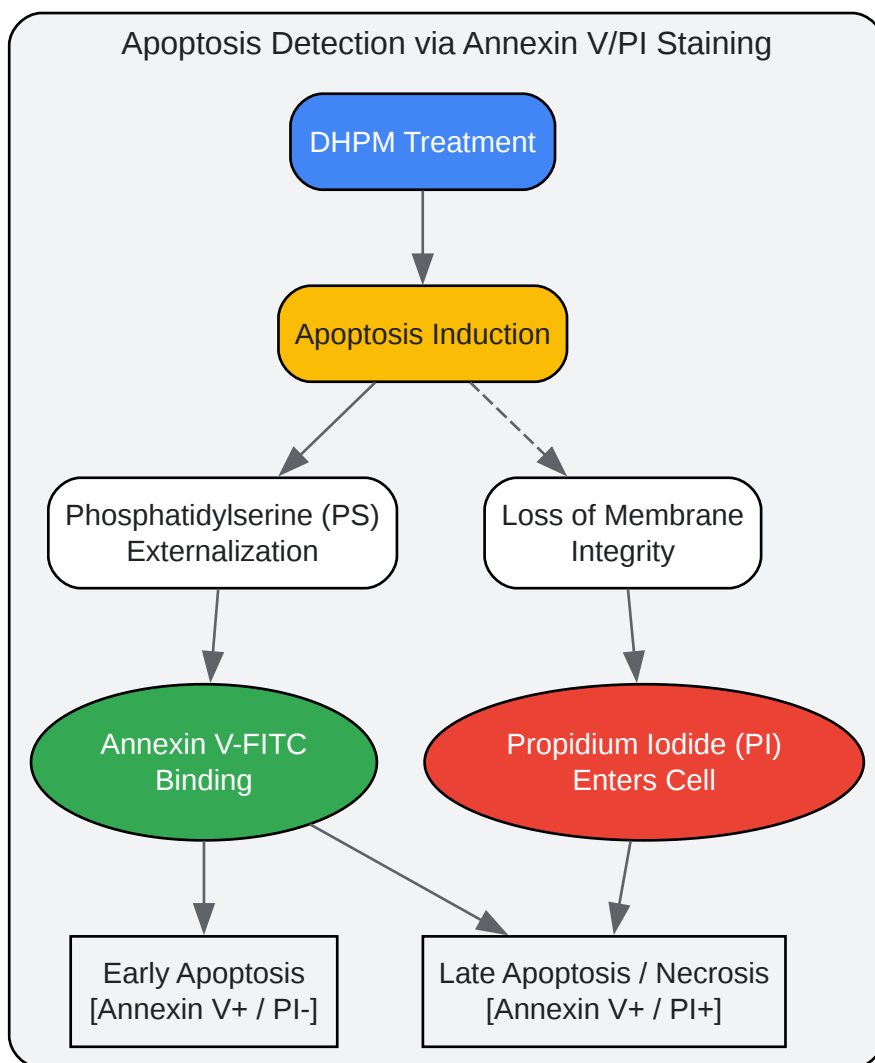 Apoptosis Detection via Annexin V/PI Staining
DHPM Treatment
Apoptosis Induction
Phosphatidylserine (PS)
Externalization
Loss of Membrane
Integrity
Annexin V-FITC
Binding
Propidium Iodide (PI)
Enters Cell
Early Apoptosis
[Annexin V+ / PI-]
Late Apoptosis / Necrosis
[Annexin V+ / PI+]